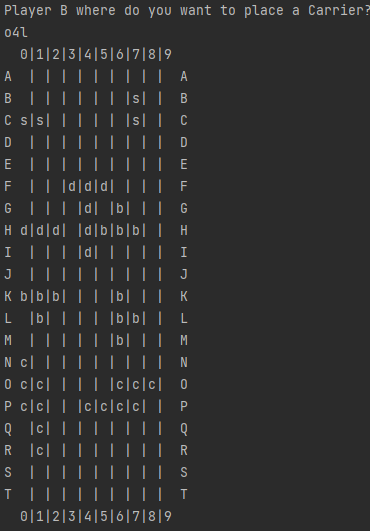 Player B where do you want to place a Carrier?
o4l
  0|1|2|3|4|5|6|7|8|9
A  | | | | | | | | |  A
B  | | | | | | |s| |  B
C s|s| | | | | |s| |  C
D  | | | | | | | | |  D
E  | | | | | | | | |  E
F  | | |d|d|d| | | |  F
G  | | | |d| |b| | |  G
H d|d|d| |d|b|b|b| |  H
I  | | | |d| | | | |  I
J  | | | | | | | | |  J
K b|b|b| | | |b| | |  K
L  |b| | | | |b|b| |  L
M  | | | | | |b| | |  M
N c| | | | | | | | |  N
O c|c| | | | |c|c|c|  O
P c|c| | |c|c|c|c| |  P
Q  |c| | | | | | | |  Q
R  |c| | | | | | | |  R
S  | | | | | | | | |  S
T  | | | | | | | | |  T
  0|1|2|3|4|5|6|7|8|9